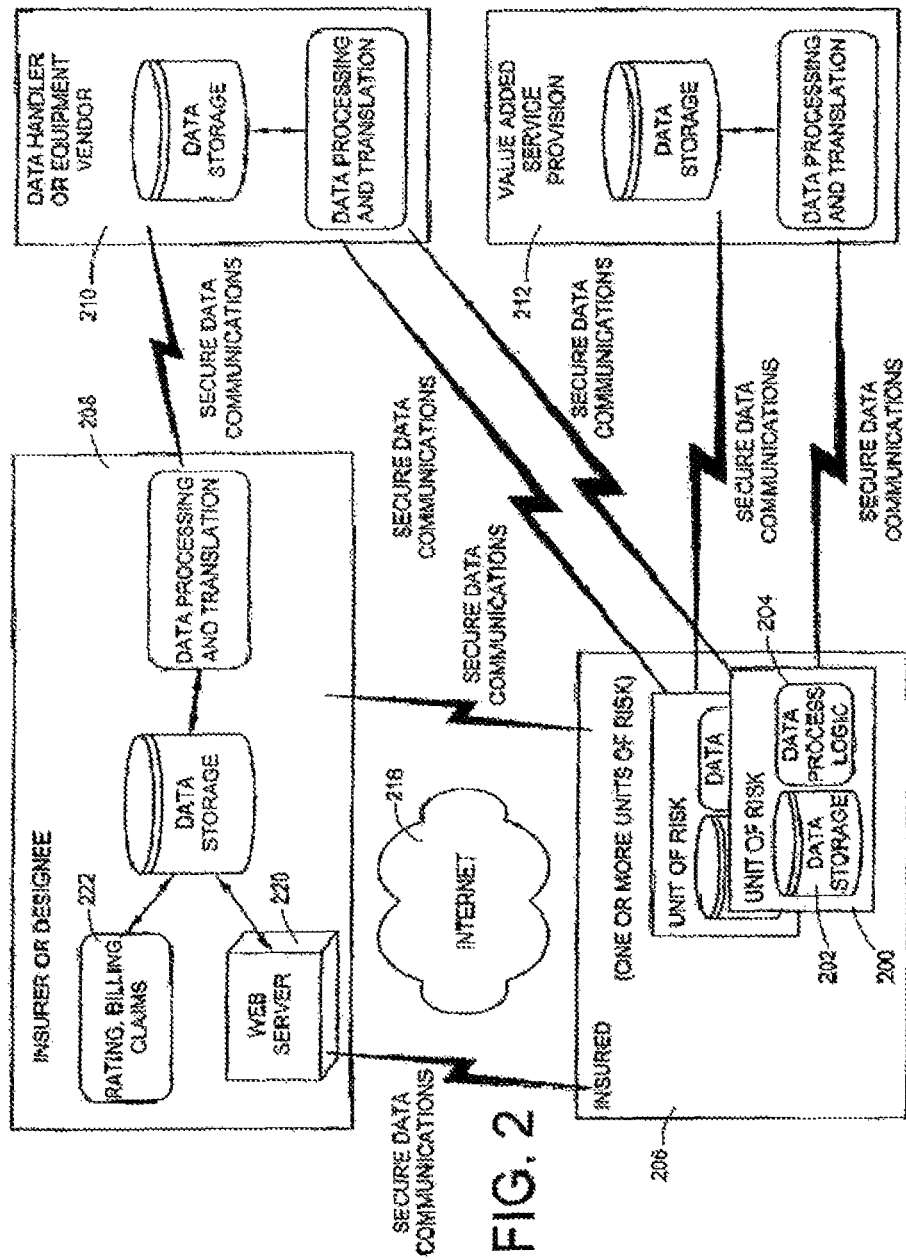 INSURER OR DESIGNEE
208
RATING, BILLING
CLAIMS
222
WEB
SERVER
220
DATA
STORAGE
DATA PROCESSING
AND TRANSLATION
SECURE DATA
COMMUNICATIONS
210
DATA HANDLER
OR EQUIPMENT
VENDOR
DATA
STORAGE
DATA PROCESSING
AND TRANSLATION
INTERNET
218
SECURE DATA
COMMUNICATIONS
SECURE DATA
COMMUNICATIONS
SECURE DATA
COMMUNICATIONS
SECURE DATA
COMMUNICATIONS
212
VALUE ADDED
SERVICE
PROVISION
DATA
STORAGE
DATA PROCESSING
AND TRANSLATION
SECURE DATA
COMMUNICATIONS
SECURE DATA
COMMUNICATIONS
INSURED
(ONE OR MORE UNITS OF RISK)
206
UNIT OF RISK
DATA
UNIT OF RISK
DATA
STORAGE
DATA
PROCESS
LOGIC
204
202
200
FIG. 2